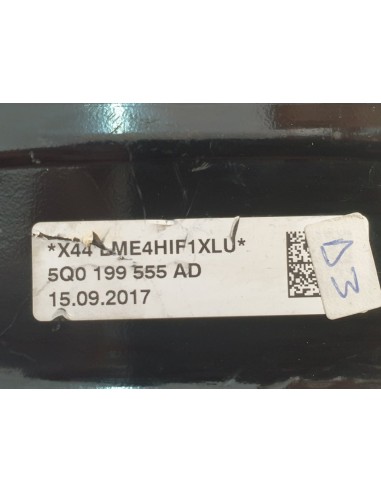 *X44 LME4HIF1XLU*
5Q0 199 555 AD
15.09.2017
D3